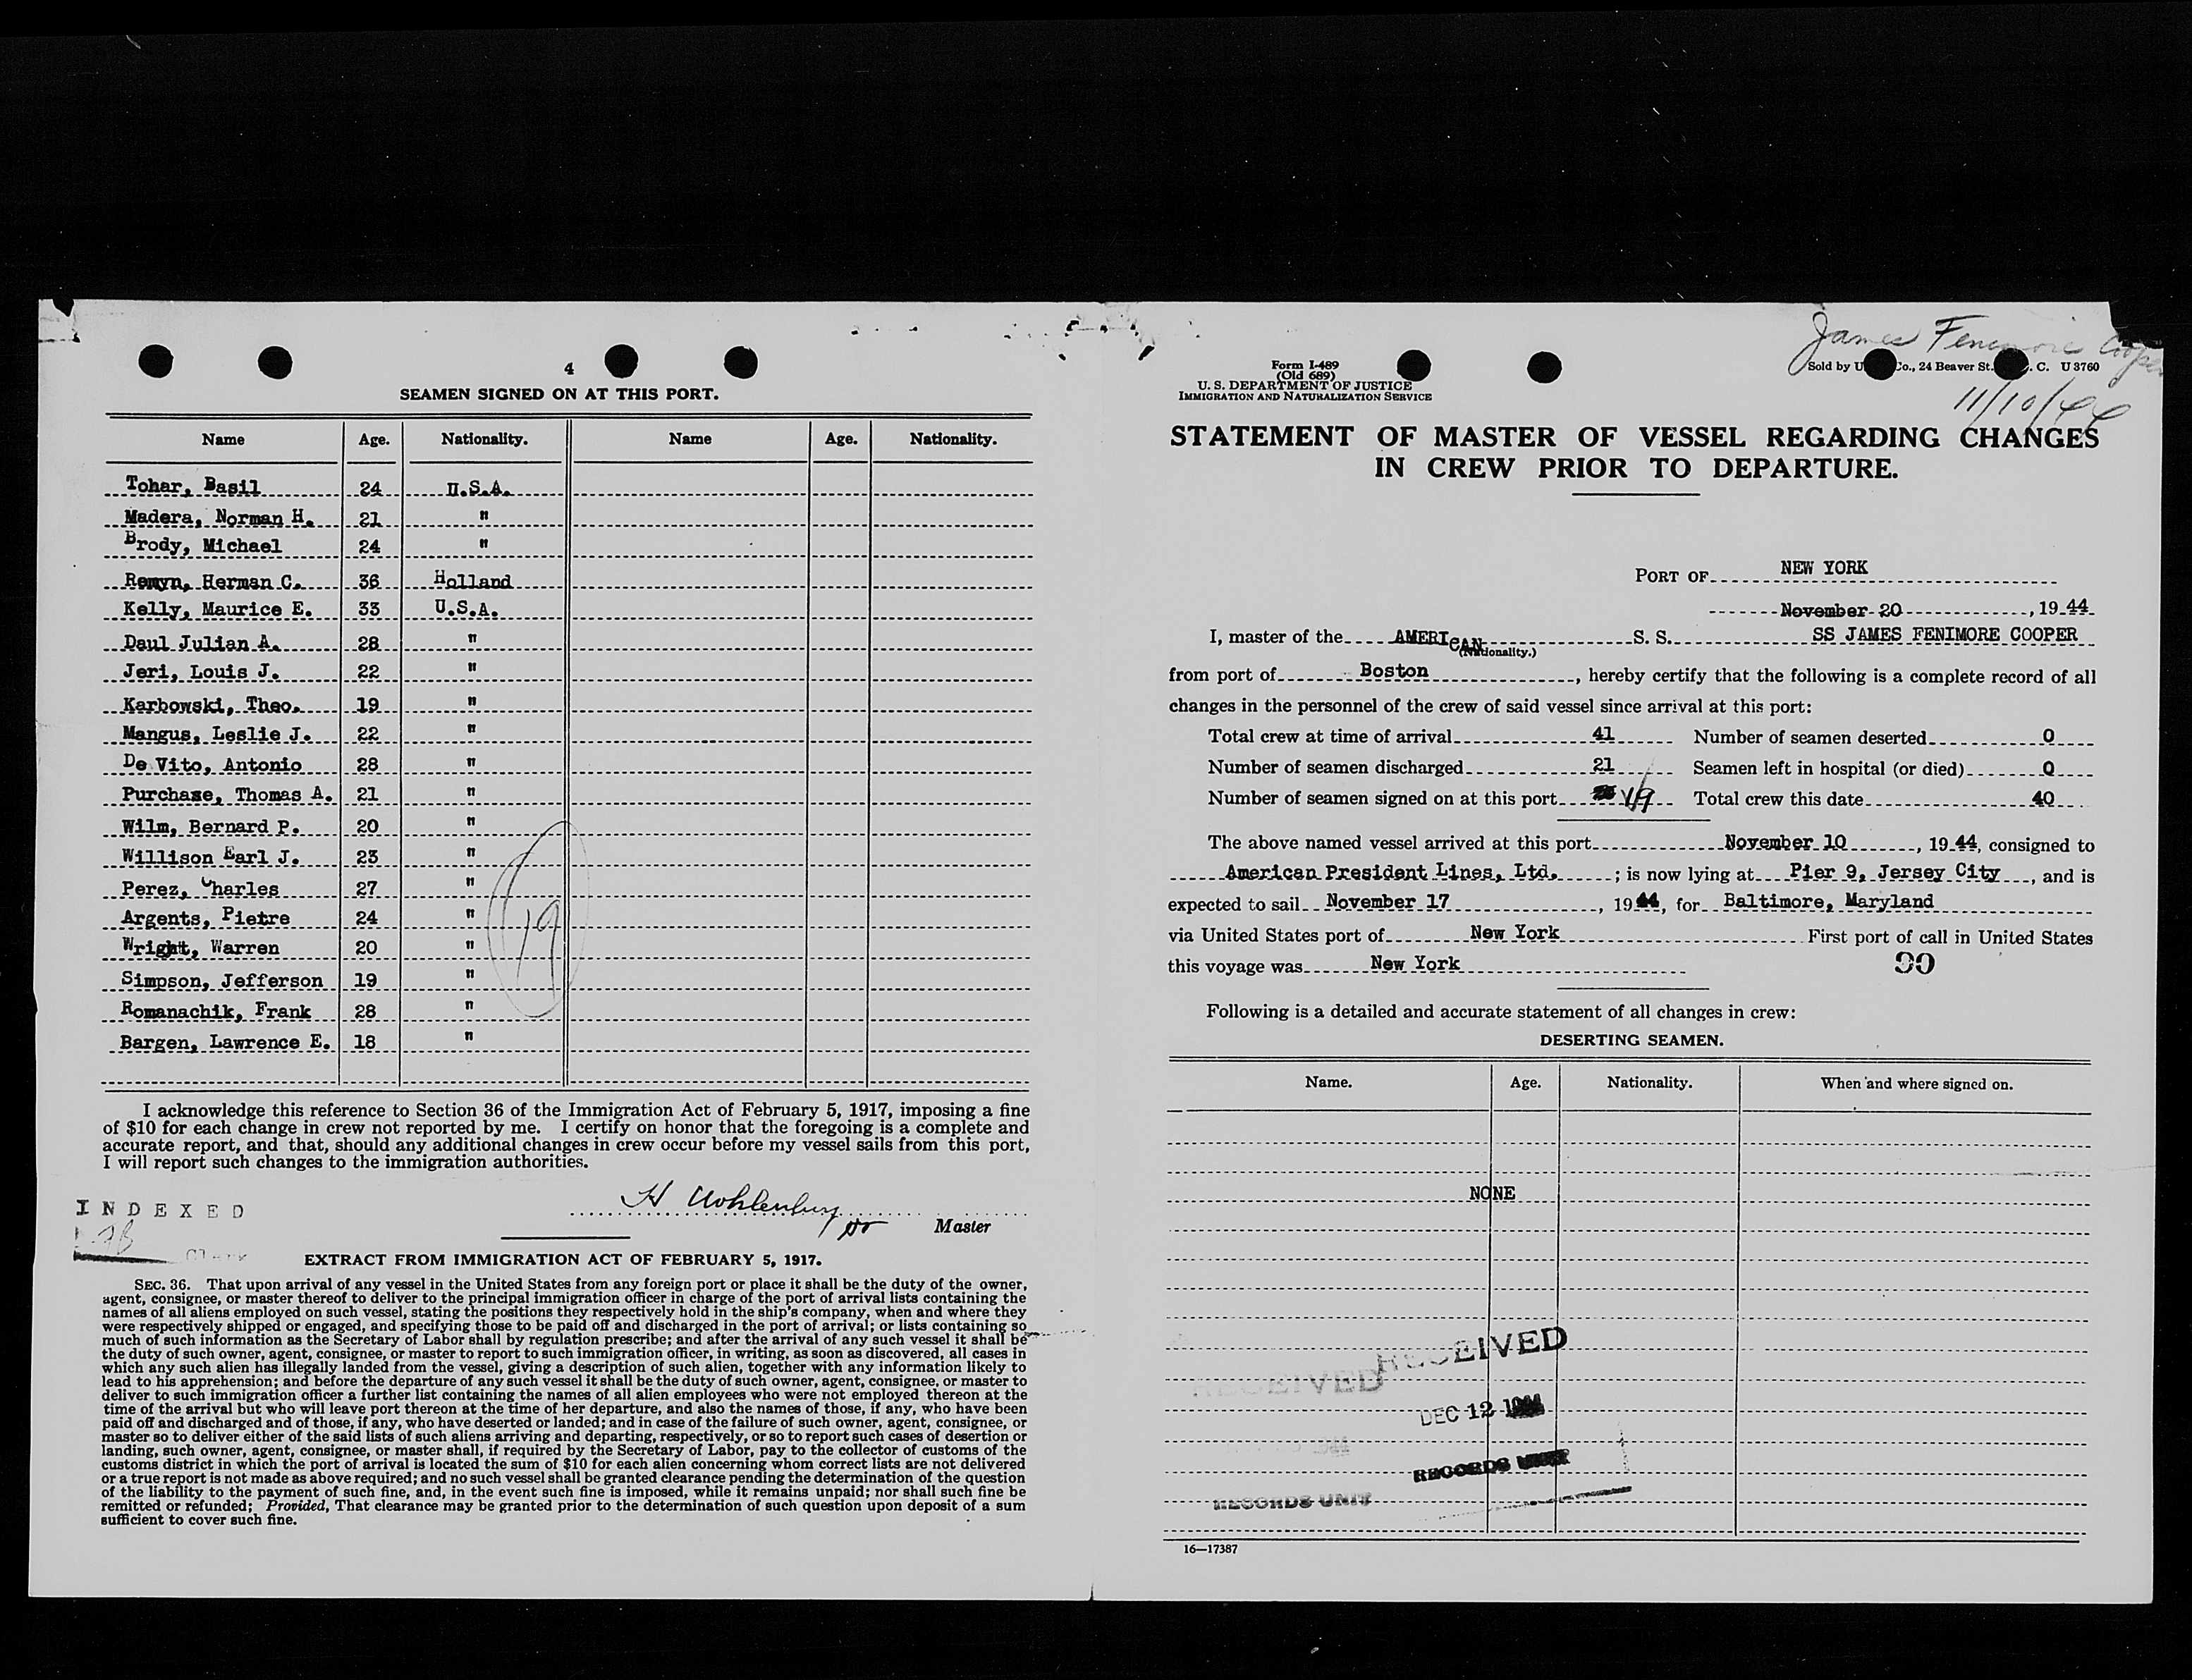 4
SEAMEN SIGNED ON AT THIS PORT.
Name Age. Nationality. Name Age. Nationality.
Tohar, Basil 24 U.S.A.
Madera, Norman H. 21 "
Brody, Michael 24 "
Remyn, Herman C. 36 Holland
Kelly, Maurice E. 33 U.S.A.
Daul Julian A. 28 "
Jeri, Louis J. 22 "
Karbowski, Theo. 19 "
Mangus, Leslie J. 22 "
De Vito, Antonio 28 "
Purchase, Thomas A. 21 "
Wilm, Bernard P. 20 "
Willison Earl J. 23 "
Perez, Charles 27 "
Argents, Pietre 24 "
Wright, Warren 20 "
Simpson, Jefferson 19 "
Romanachik, Frank 28 "
Bargen, Lawrence E. 18 "
19
I acknowledge this reference to Section 36 of the Immigration Act of February 5, 1917, imposing a fine
of $10 for each change in crew not reported by me. I certify on honor that the foregoing is a complete and
accurate report, and that, should any additional changes in crew occur before my vessel sails from this port,
I will report such changes to the immigration authorities.
INDEXED
Clerk
H Wohlenburg
Master
EXTRACT FROM IMMIGRATION ACT OF FEBRUARY 5, 1917.
SEC. 36. That upon arrival of any vessel in the United States from any foreign port or place it shall be the duty of the owner,
agent, consignee, or master thereof to deliver to the principal immigration officer in charge of the port of arrival lists containing the
names of all aliens employed on such vessel, stating the positions they respectively hold in the ship's company, when and where they
were respectively shipped or engaged, and specifying those to be paid off and discharged in the port of arrival; or lists containing so
much of such information as the Secretary of Labor shall by regulation prescribe; and after the arrival of any such vessel it shall be
the duty of such owner, agent, consignee, or master to report to such immigration officer, in writing, as soon as discovered, all cases in
which any such alien has illegally landed from the vessel, giving a description of such alien, together with any information likely to
lead to his apprehension; and before the departure of any such vessel it shall be the duty of such owner, agent, consignee, or master to
deliver to such immigration officer a further list containing the names of all alien employees who were not employed thereon at the
time of the arrival but who will leave port thereon at the time of her departure, and also the names of those, if any, who have been
paid off and discharged and of those, if any, who have deserted or landed; and in case of the failure of such owner, agent, consignee, or
master so to deliver either of the said lists of such aliens arriving and departing, respectively, or so to report such cases of desertion or
landing, such owner, agent, consignee, or master shall, if required by the Secretary of Labor, pay to the collector of customs of the
customs district in which the port of arrival is located the sum of $10 for each alien concerning whom correct lists are not delivered
or a true report is not made as above required; and no such vessel shall be granted clearance pending the determination of the question
of the liability to the payment of such fine, and, in the event such fine is imposed, while it remains unpaid; nor shall such fine be
remitted or refunded; Provided, That clearance may be granted prior to the determination of such question upon deposit of a sum
sufficient to cover such fine.
James Fenimore Cooper
11/10/44
Form I-489
(Old 689)
U. S. DEPARTMENT OF JUSTICE
IMMIGRATION AND NATURALIZATION SERVICE
Sold by U Co., 24 Beaver St. . C. U 3760
STATEMENT OF MASTER OF VESSEL REGARDING CHANGES
IN CREW PRIOR TO DEPARTURE.
PORT OF NEW YORK
November 20, 1944
I, master of the AMERICAN S. S. SS JAMES FENIMORE COOPER
(Nationality.)
from port of Boston, hereby certify that the following is a complete record of all
changes in the personnel of the crew of said vessel since arrival at this port:
Total crew at time of arrival 41 Number of seamen deserted 0
Number of seamen discharged 21 Seamen left in hospital (or died) 0
Number of seamen signed on at this port 19 Total crew this date 40
The above named vessel arrived at this port November 10, 1944, consigned to
American President Lines, Ltd.; is now lying at Pier 9, Jersey City, and is
expected to sail November 17, 1944, for Baltimore, Maryland
via United States port of New York First port of call in United States
this voyage was New York 90
Following is a detailed and accurate statement of all changes in crew:
DESERTING SEAMEN.
Name. Age. Nationality. When and where signed on.
NONE
RECEIVED
RECEIVED
DEC 12 1944
RECORDS UNIT
RECORDS UNIT
16—17387